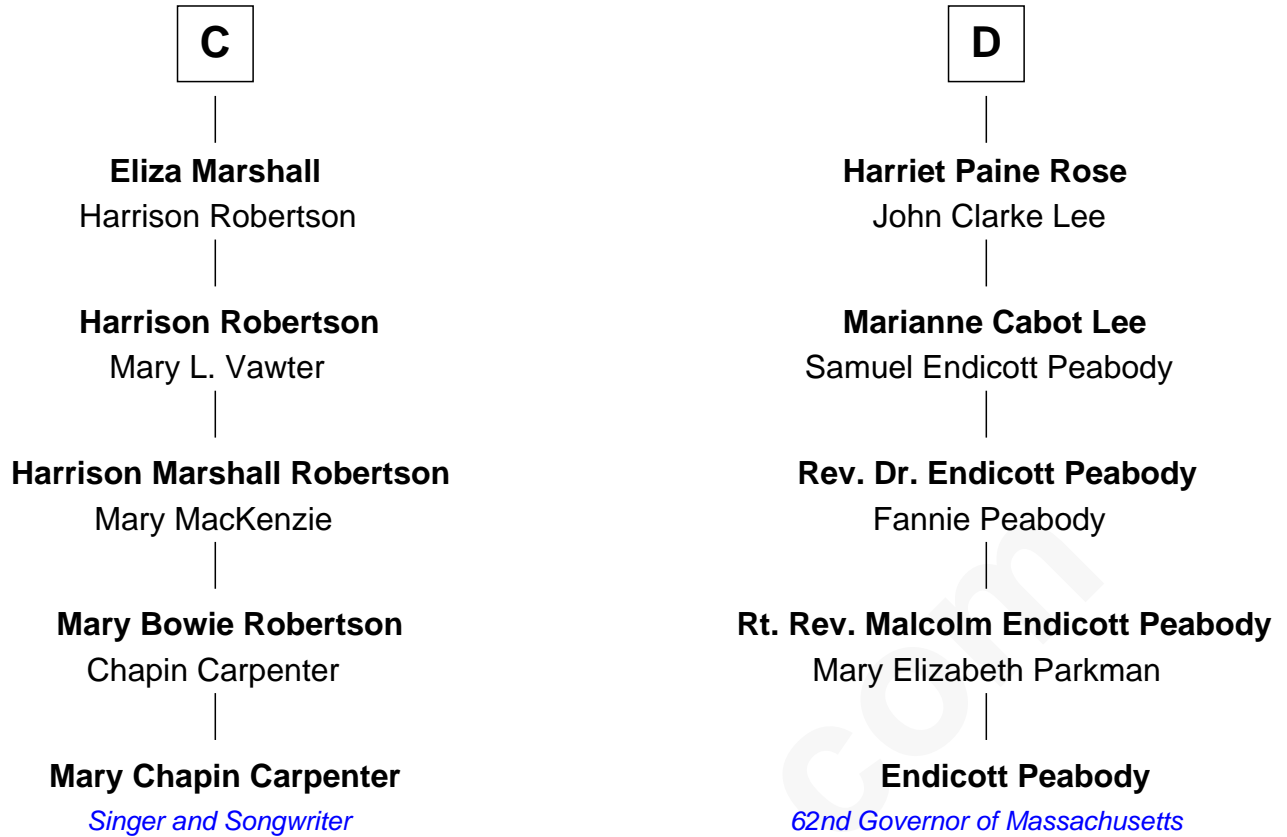 C
Eliza Marshall
Harrison Robertson
Harrison Robertson
Mary L. Vawter
Harrison Marshall Robertson
Mary MacKenzie
Mary Bowie Robertson
Chapin Carpenter
Mary Chapin Carpenter
Singer and Songwriter
D
Harriet Paine Rose
John Clarke Lee
Marianne Cabot Lee
Samuel Endicott Peabody
Rev. Dr. Endicott Peabody
Fannie Peabody
Rt. Rev. Malcolm Endicott Peabody
Mary Elizabeth Parkman
Endicott Peabody
62nd Governor of Massachusetts
com